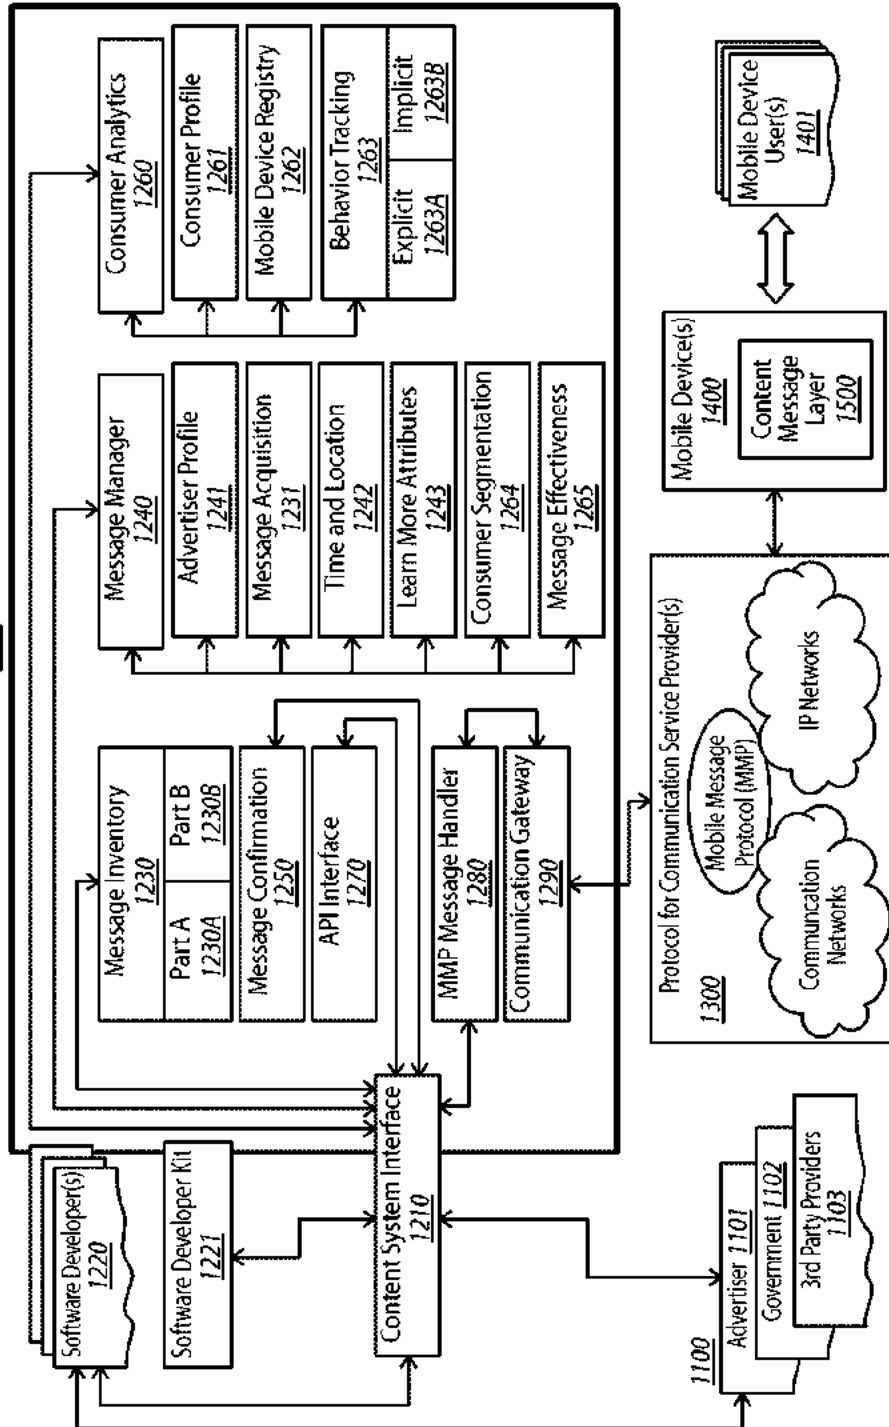 Software Developer(s)
1220
Software Developer Kit
1221
Content System Interface
1210
1100
Advertiser 1101
Government 1102
3rd Party Providers
1103
Message Inventory
1230
Part A
1230A
Part B
1230B
Message Confirmation
1250
API Interface
1270
MMP Message Handler
1280
Communication Gateway
1290
Message Manager
1240
Advertiser Profile
1241
Message Acquisition
1231
Time and Location
1242
Learn More Attributes
1243
Consumer Segmentation
1264
Message Effectiveness
1265
Consumer Analytics
1260
Consumer Profile
1261
Mobile Device Registry
1262
Behavior Tracking
1263
Explicit
1263A
Implicit
1263B
Protocol for Communication Service Provider(s)
1300
Mobile Message
Protocol (MMP)
Communcation
Networks
IP Networks
Mobile Device(s)
1400
Content
Message
Layer
1500
Mobile Device
User(s)
1401